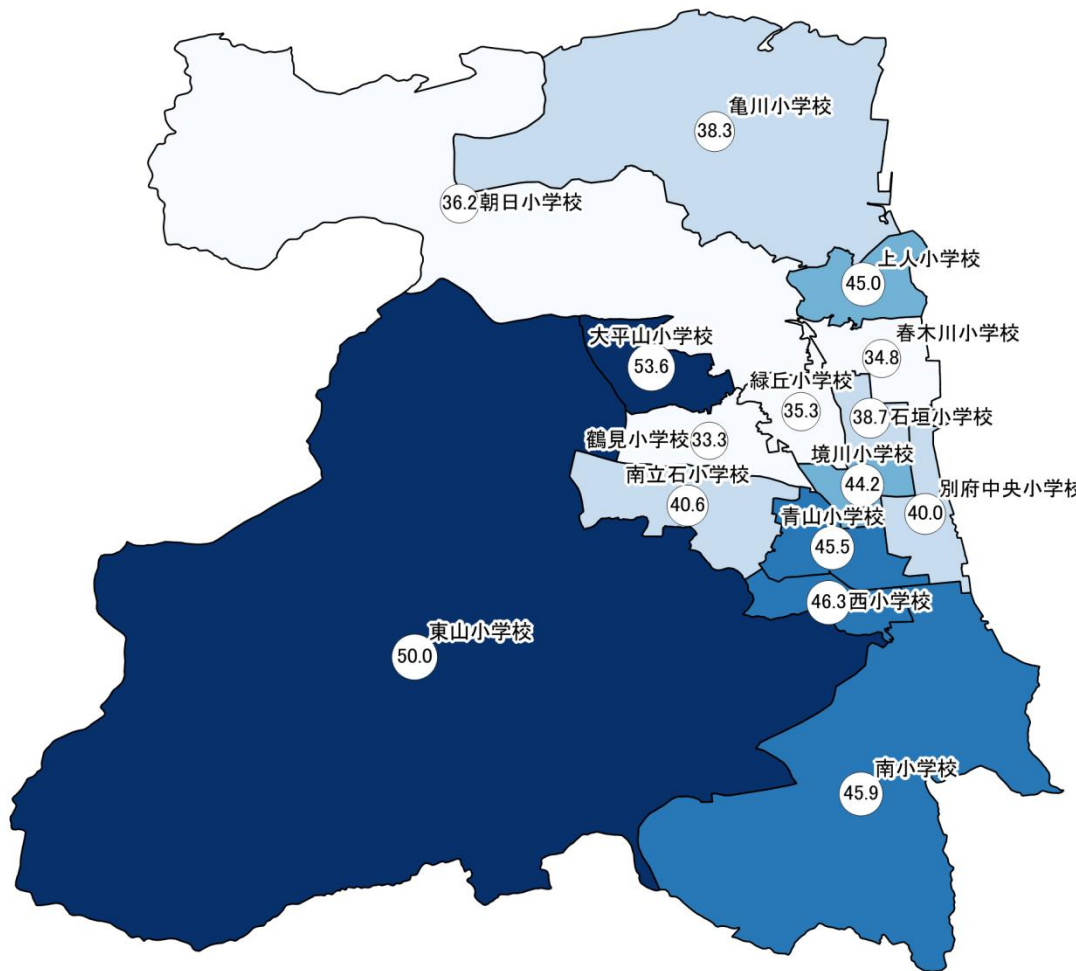 亀川小学校
38.3
36.2 朝日小学校
上人小学校
45.0
大平山小学校
53.6
春木川小学校
34.8
緑丘小学校
35.3
38.7 石垣小学校
鶴見小学校 33.3
境川小学校
44.2
南立石小学校
40.6
別府中央小学校
40.0
青山小学校
45.5
46.3 西小学校
東山小学校
50.0
南小学校
45.9